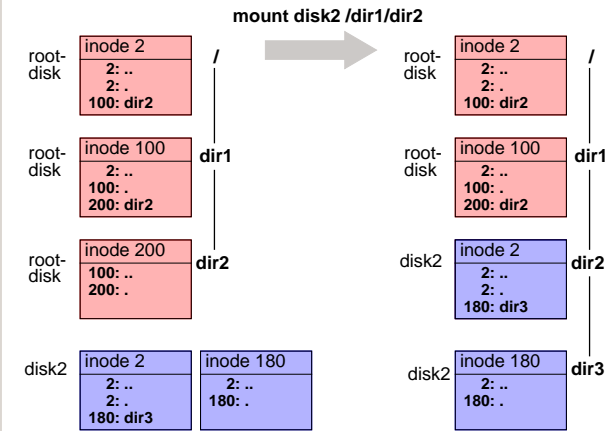 mount disk2 /dir1/dir2
root-
disk
inode 2
2: ..
2: .
100: dir2
/
root-
disk
inode 100
2: ..
100: .
200: dir2
dir1
root-
disk
inode 200
100: ..
200: .
dir2
disk2
inode 2
2: ..
2: .
180: dir3
inode 180
2: ..
180: .
root-
disk
inode 2
2: ..
2: .
100: dir2
/
root-
disk
inode 100
2: ..
100: .
200: dir2
dir1
disk2
inode 2
2: ..
2: .
180: dir3
dir2
disk2
inode 180
2: ..
180: .
dir3